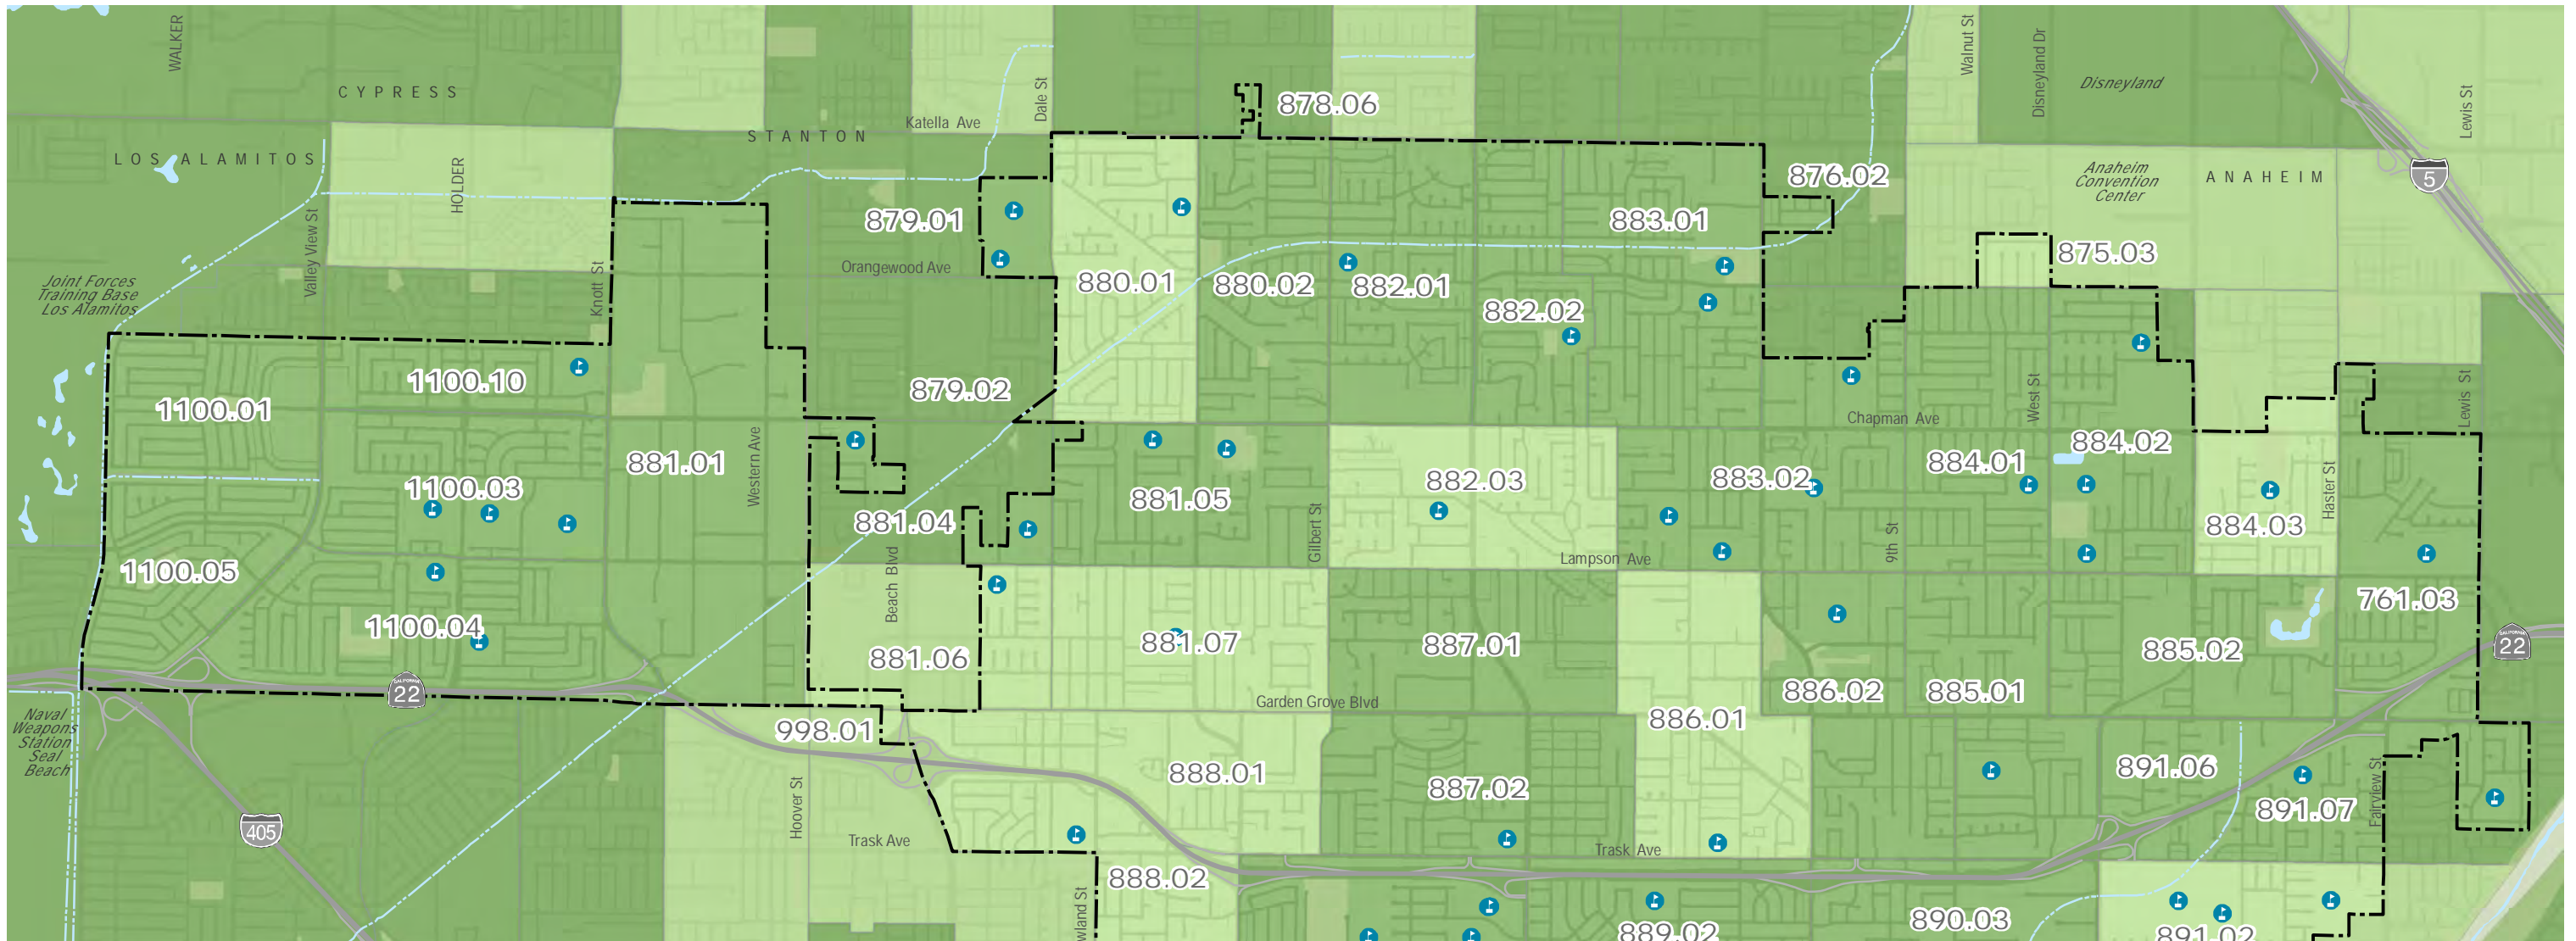 WALKER
CYPRESS
LOS ALAMITOS
HOLDER
Valley View St
Joint Forces
Training Base
Los Alamitos
Knott St
STANTON
Katella Ave
Dale St
878.06
876.02
Walnut St
Disneyland Dr
Disneyland
Lewis St
5
Anaheim
Convention
Center
ANAHEIM
879.01
Orangewood Ave
880.01
880.02
882.01
882.02
883.01
875.03
1100.01
1100.10
879.02
West St
Chapman Ave
Lewis St
1100.03
881.01
Western Ave
881.04
881.05
Gilbert St
882.03
883.02
884.01
884.02
884.03
Haster St
1100.05
Beach Blvd
Lampson Ave
9th St
761.03
1100.04
881.06
881.07
887.01
886.02
885.01
885.02
22
22
Garden Grove Blvd
886.01
Naval
Weapons
Station
Seal
Beach
998.01
888.01
887.02
891.06
891.07
Fairview St
405
Hoover St
Trask Ave
Trask Ave
888.02
wland St
889.02
890.03
891.02